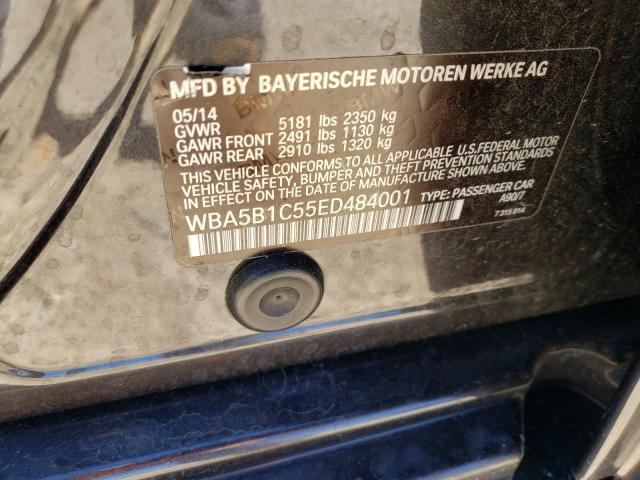 MFD BY BAYERISCHE MOTOREN WERKE AG
05/14
GVWR 5181 lbs 2350 kg
GAWR FRONT 2491 lbs 1130 kg
GAWR REAR 2910 lbs 1320 kg
THIS VEHICLE CONFORMS TO ALL APPLICABLE U.S.FEDERAL MOTOR
VEHICLE SAFETY, BUMPER AND THEFT PREVENTION STANDARDS
IN EFFECT ON THE DATE OF MANUFACTURE SHOWN ABOVE.
WBA5B1C55ED484001 TYPE: PASSENGER CAR
A90/7
7 315 814